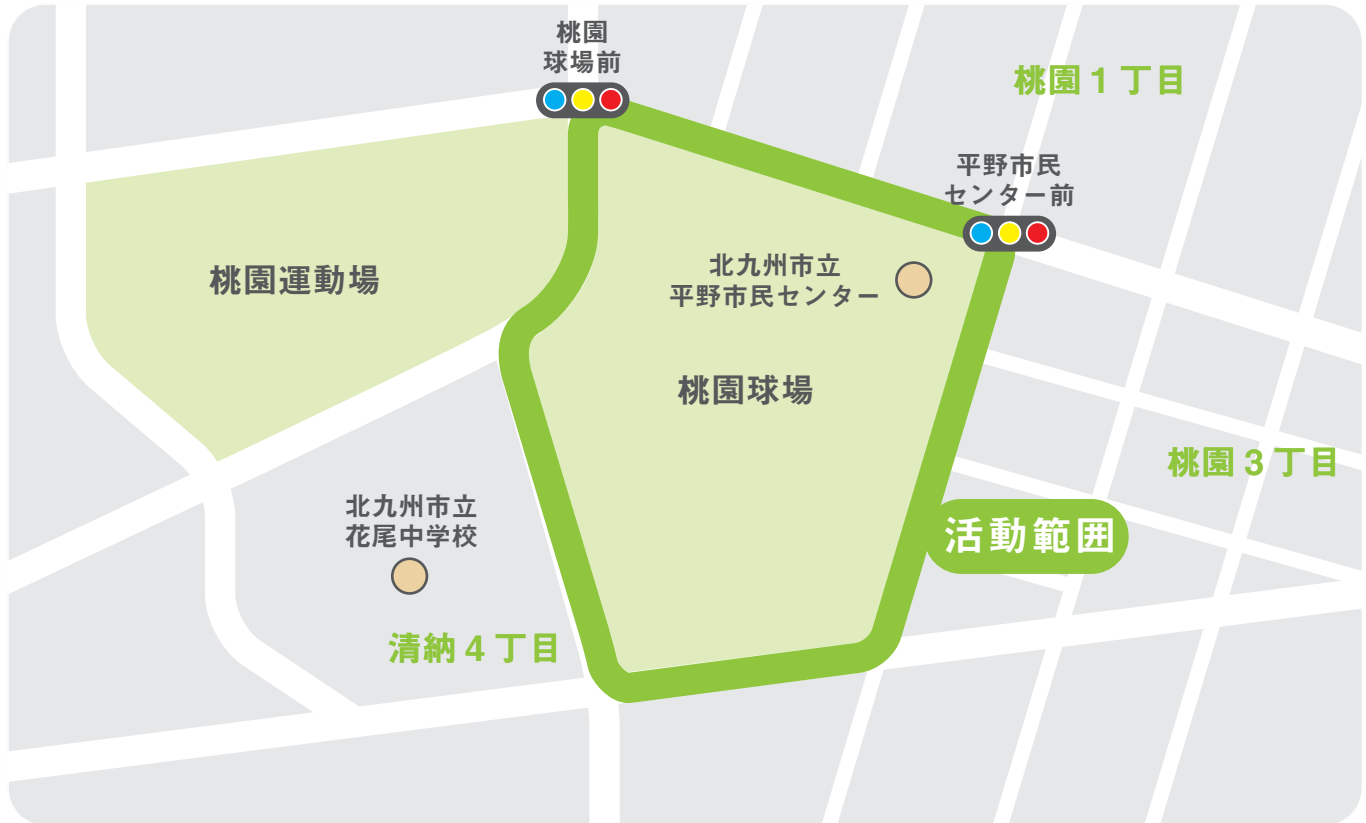 桃園
球場前
桃園1丁目
平野市民
センター前
北九州市立
平野市民センター
桃園運動場
桃園球場
桃園3丁目
北九州市立
花尾中学校
活動範囲
清納4丁目